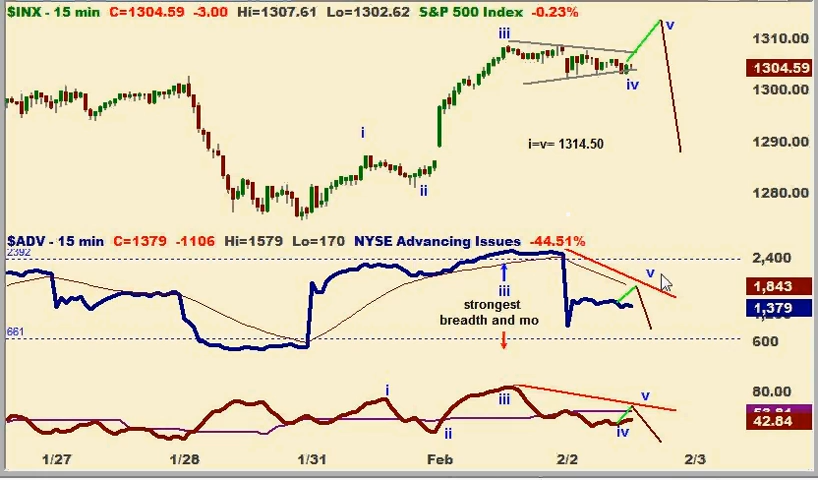 $INX - 15 min C=1304.59 -3.00 Hi=1307.61 Lo=1302.62 S&P 500 Index -0.23%
v
iii
1310.00
1304.59
iv
1300.00
i
i=v= 1314.50
1290.00
ii
1280.00
$ADV - 15 min C=1379 -1106 Hi=1579 Lo=170 NYSE Advancing Issues -44.51%
2392
2,400
v
1,843
iii
strongest
1,379
breadth and mo
661
600
80.00
i
iii
v
42.84
ii
iv
1/27 1/28 1/31 Feb 2/2 2/3